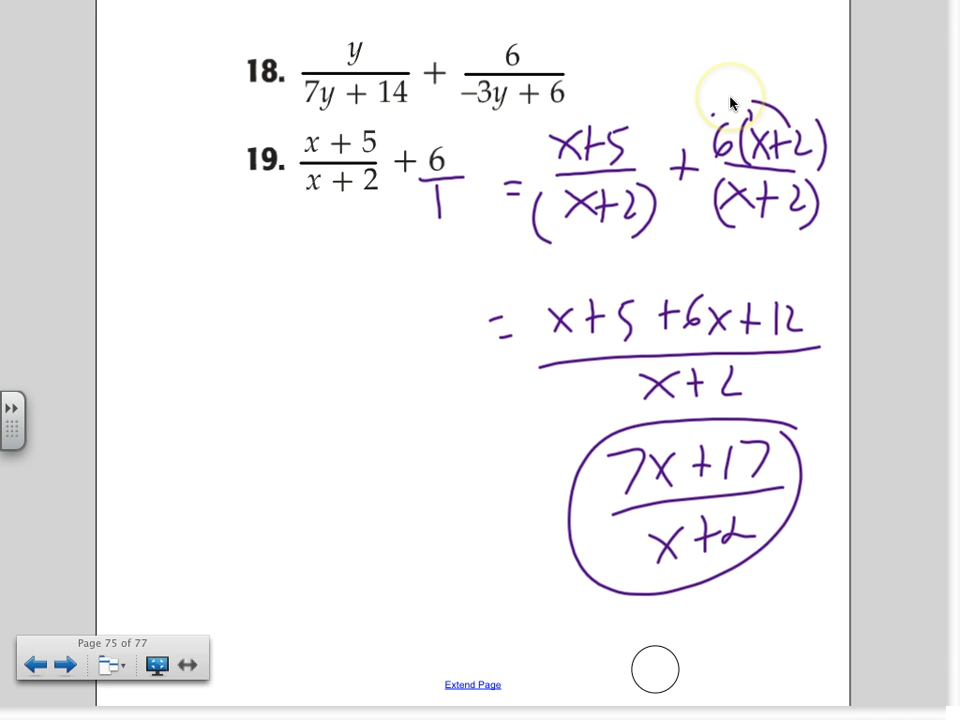 18. y/(7y + 14) + 6/(–3y + 6)
19. (x + 5)/(x + 2) + 6/1 = (x+5)/((x+2)) + 6(x+2)/((x+2))
= (x+5+6x+12)/(x+2)
(7x+17)/(x+2)
Page 75 of 77
Extend Page